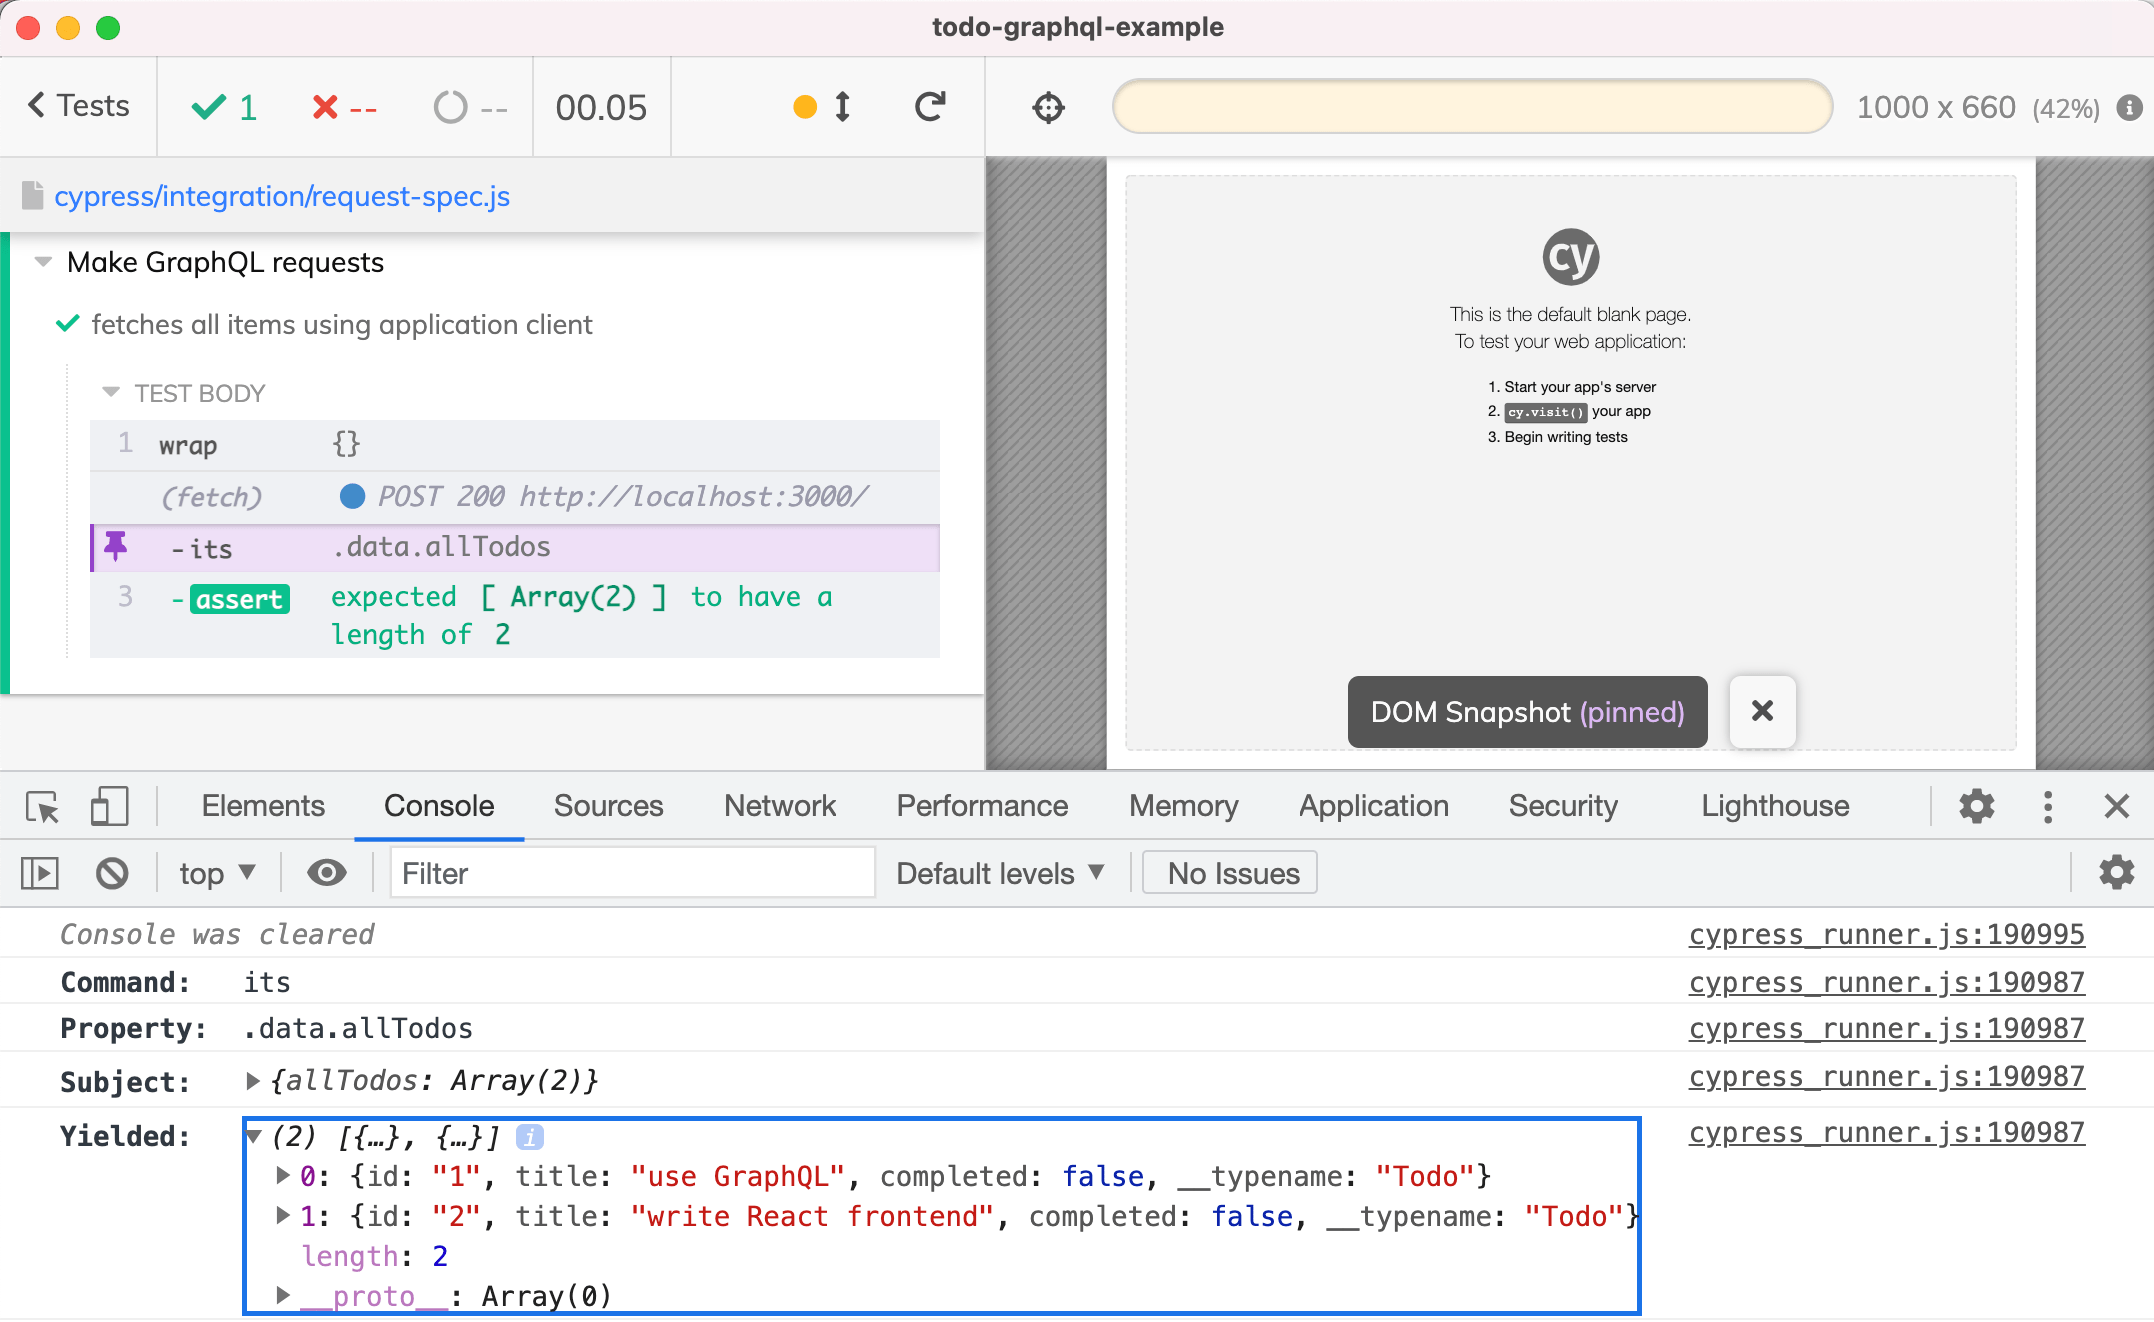 todo-graphql-example
Tests
1
--
--
00.05
1000 x 660 (42%)
cypress/integration/request-spec.js
Make GraphQL requests
fetches all items using application client
TEST BODY
1 wrap {}
(fetch) POST 200 http://localhost:3000/
-its .data.allTodos
3 -assert expected [ Array(2) ] to have a
length of 2
cy
This is the default blank page.
To test your web application:
1. Start your app's server
2. cy.visit() your app
3. Begin writing tests
DOM Snapshot (pinned)
Elements Console Sources Network Performance Memory Application Security Lighthouse
top Filter Default levels No Issues
Console was cleared cypress_runner.js:190995
Command: its cypress_runner.js:190987
Property: .data.allTodos cypress_runner.js:190987
Subject: {allTodos: Array(2)} cypress_runner.js:190987
Yielded: (2) [{…}, {…}] i cypress_runner.js:190987
0: {id: "1", title: "use GraphQL", completed: false, __typename: "Todo"}
1: {id: "2", title: "write React frontend", completed: false, __typename: "Todo"}
length: 2
__proto__: Array(0)